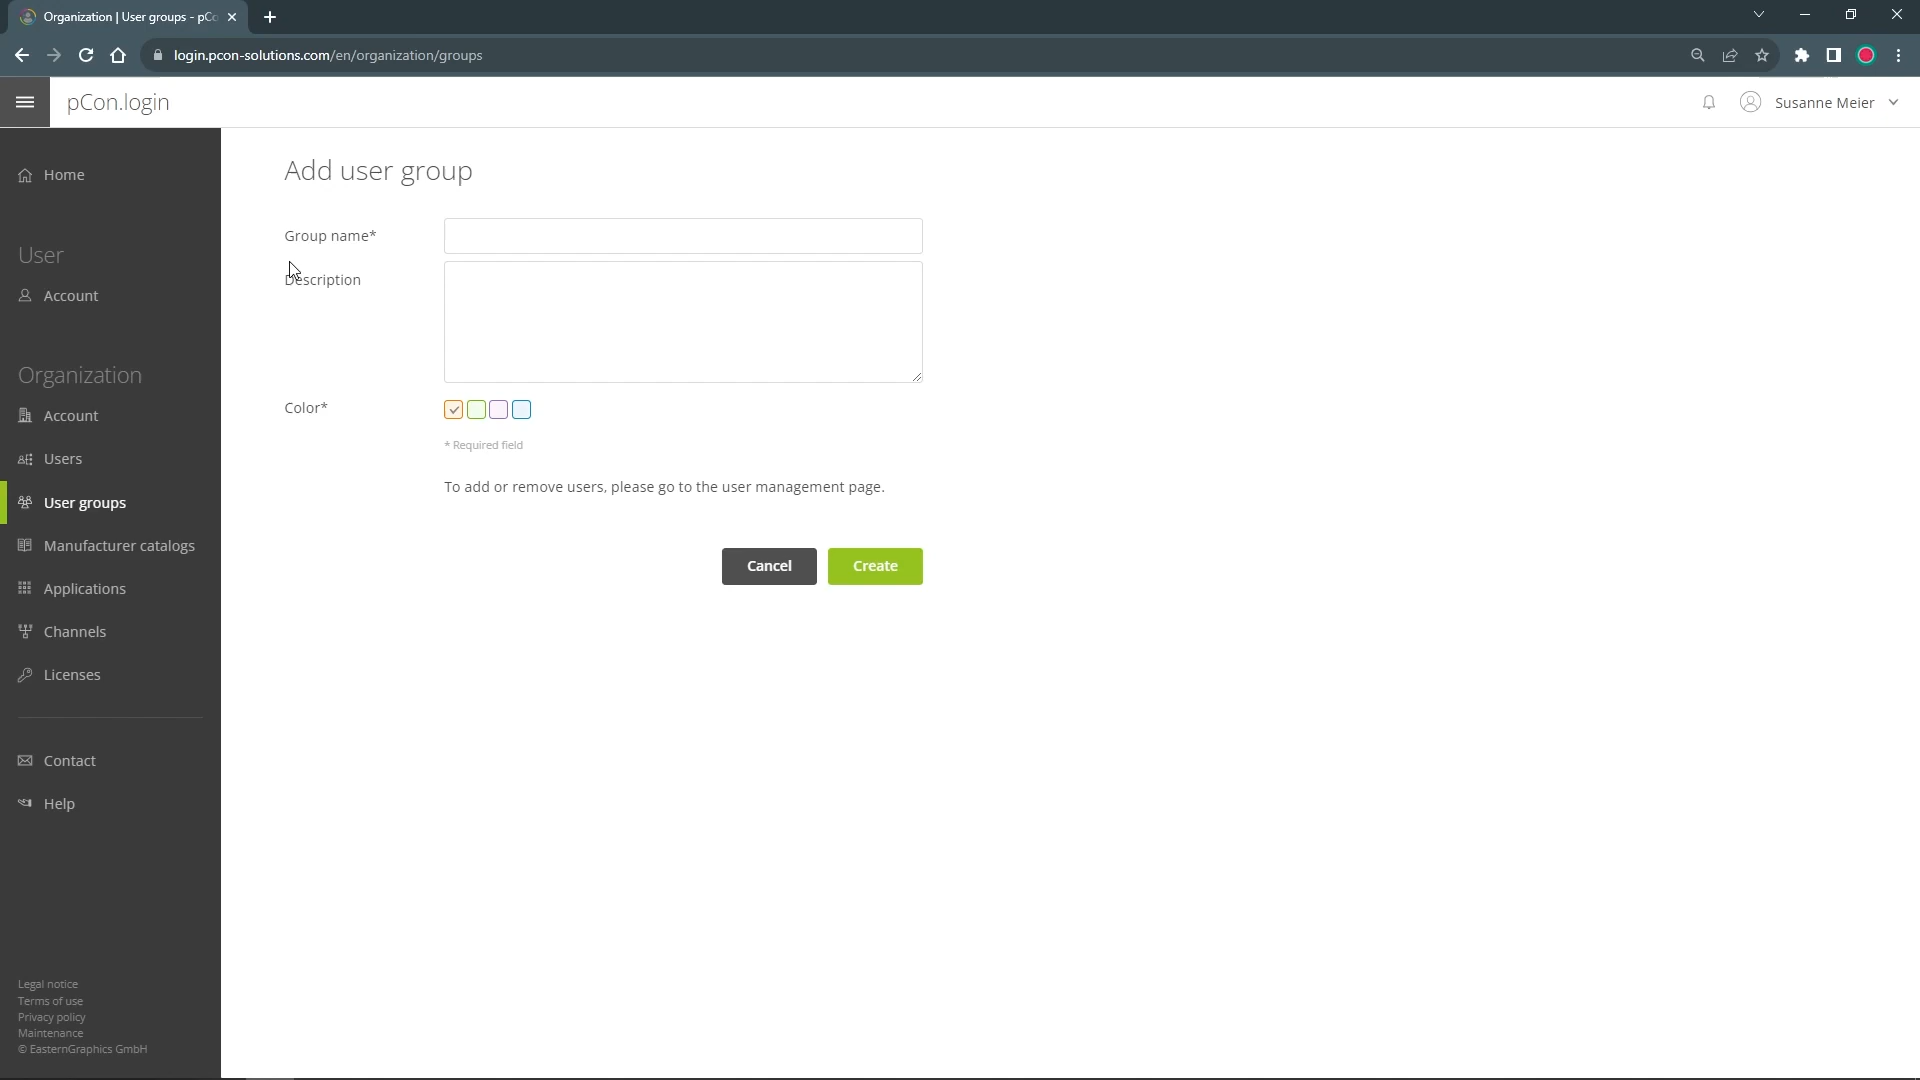 Organization | User groups - pCo
login.pcon-solutions.com/en/organization/groups
pCon.login
Susanne Meier
Home
User
Account
Organization
Account
Users
User groups
Manufacturer catalogs
Applications
Channels
Licenses
Contact
Help
Legal notice
Terms of use
Privacy policy
Maintenance
© EasternGraphics GmbH
Add user group
Group name*
Description
Color*
* Required field
To add or remove users, please go to the user management page.
Cancel
Create